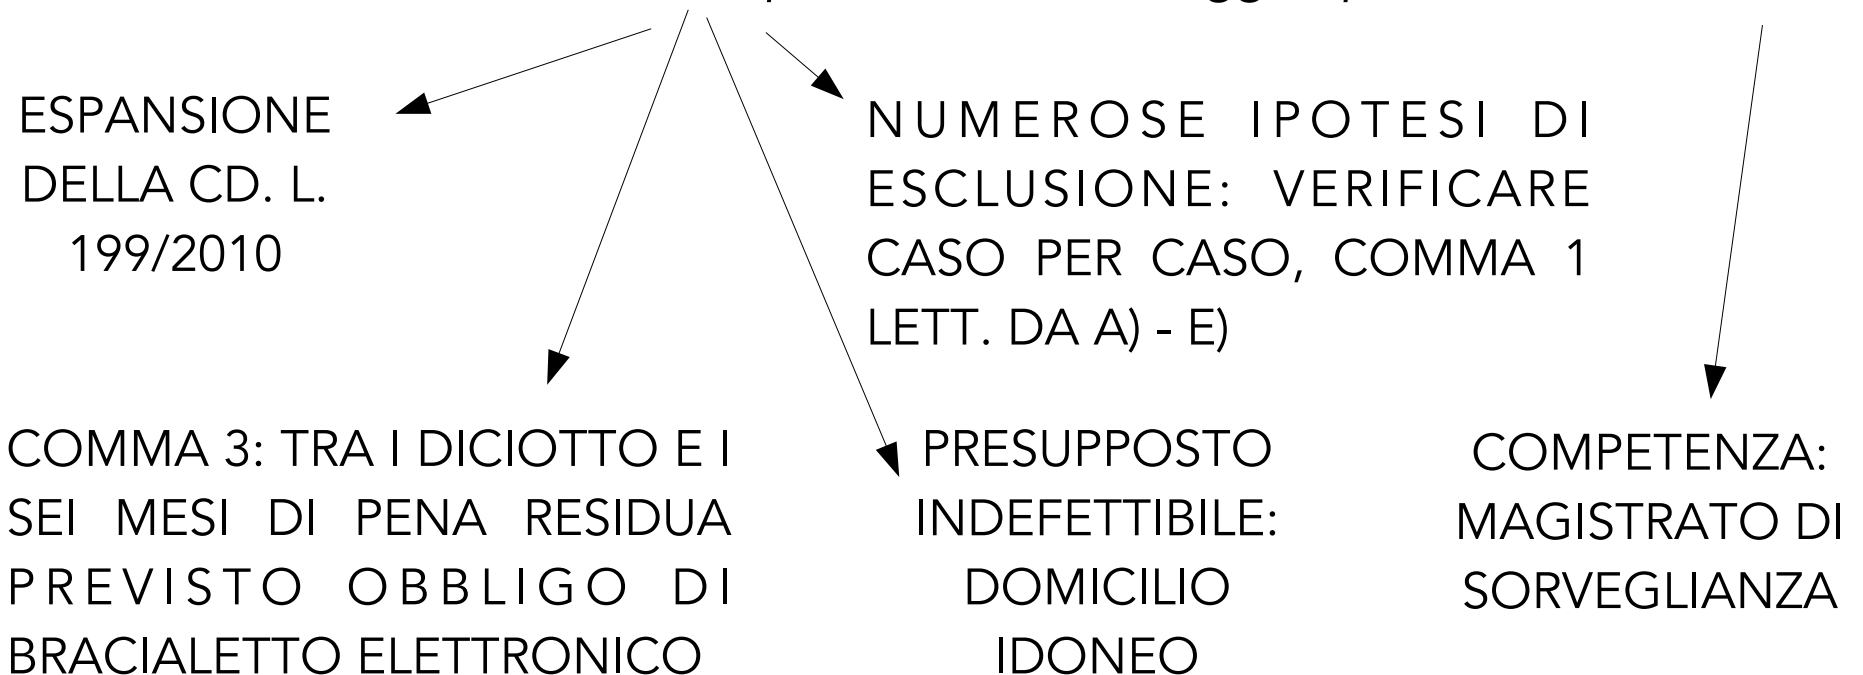 ESPANSIONE
DELLA CD. L.
199/2010
NUMEROSE IPOTESI DI
ESCLUSIONE: VERIFICARE
CASO PER CASO, COMMA 1
LETT. DA A) - E)
COMMA 3: TRA I DICIOTTO E I
SEI MESI DI PENA RESIDUA
PREVISTO OBBLIGO DI
BRACIALETTO ELETTRONICO
PRESUPPOSTO
INDEFETTIBILE:
DOMICILIO
IDONEO
COMPETENZA:
MAGISTRATO DI
SORVEGLIANZA